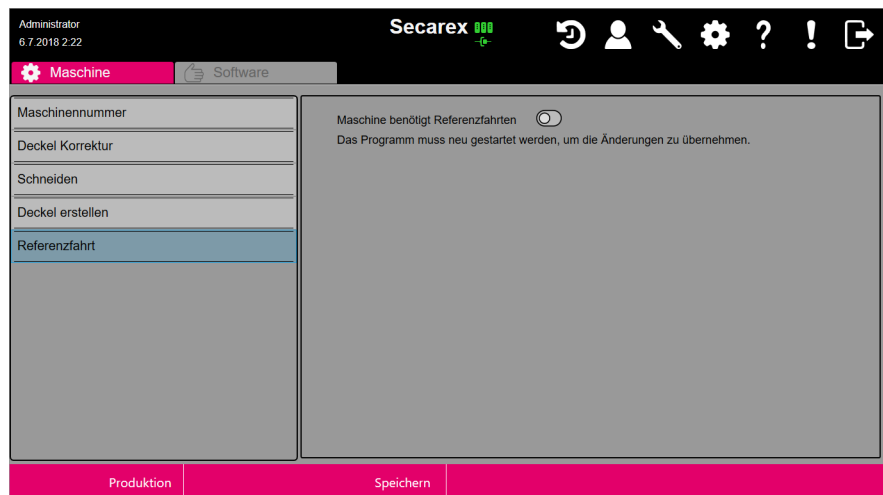 Administrator
6.7.2018 2:22
Secarex
? !
Maschine
Software
Maschinennummer
Deckel Korrektur
Schneiden
Deckel erstellen
Referenzfahrt
Maschine benötigt Referenzfahrten
Das Programm muss neu gestartet werden, um die Änderungen zu übernehmen.
Produktion
Speichern